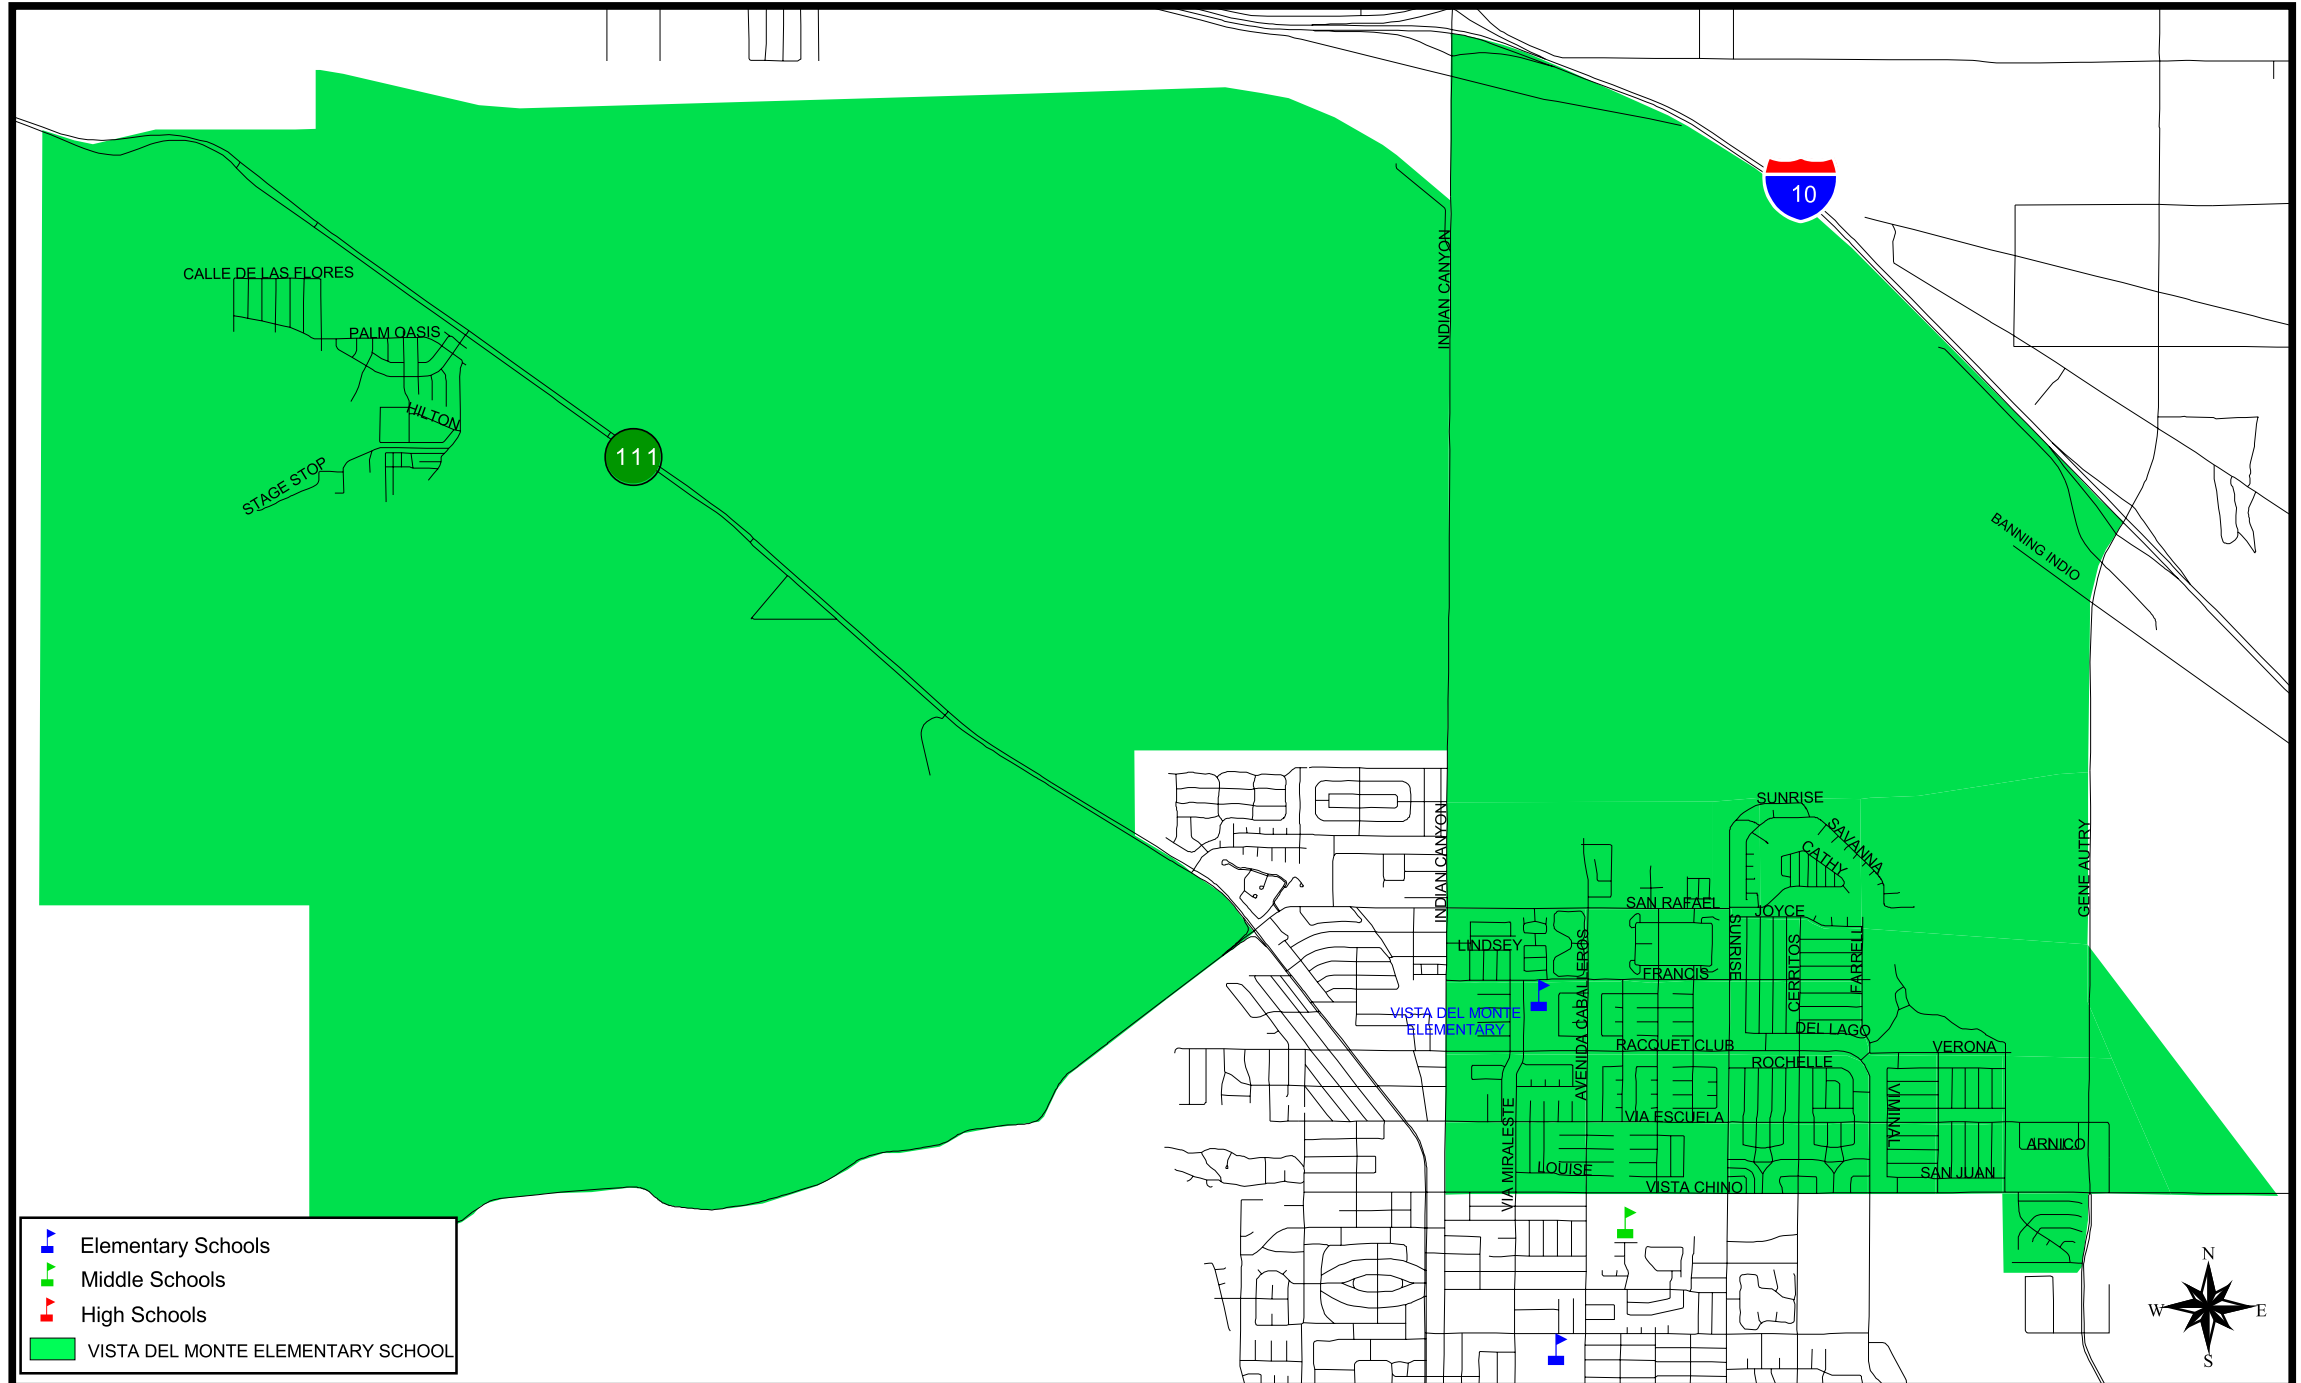 10
INDIAN CANYON
CALLE DE LAS FLORES
PALM OASIS
HILTON
111
STAGE STOP
BANNING INDIO
SUNRISE
SAVANNA
CATHY
INDIAN CANYON
GENE AUTRY
SAN RAFAEL
JOYCE
LINDSEY
SUNRISE
CERRITOS
FARRELL
AVENIDA CABALLEROS
FRANCIS
VISTA DEL MONTE
ELEMENTARY
DEL LAGO
RACQUET CLUB
VERONA
ROCHELLE
VIA ESCUELA
VIMINAL
VIA MIRALESTE
ARNICO
LOUISE
SAN JUAN
VISTA CHINO
Elementary Schools
Middle Schools
High Schools
VISTA DEL MONTE ELEMENTARY SCHOOL
N
W E
S